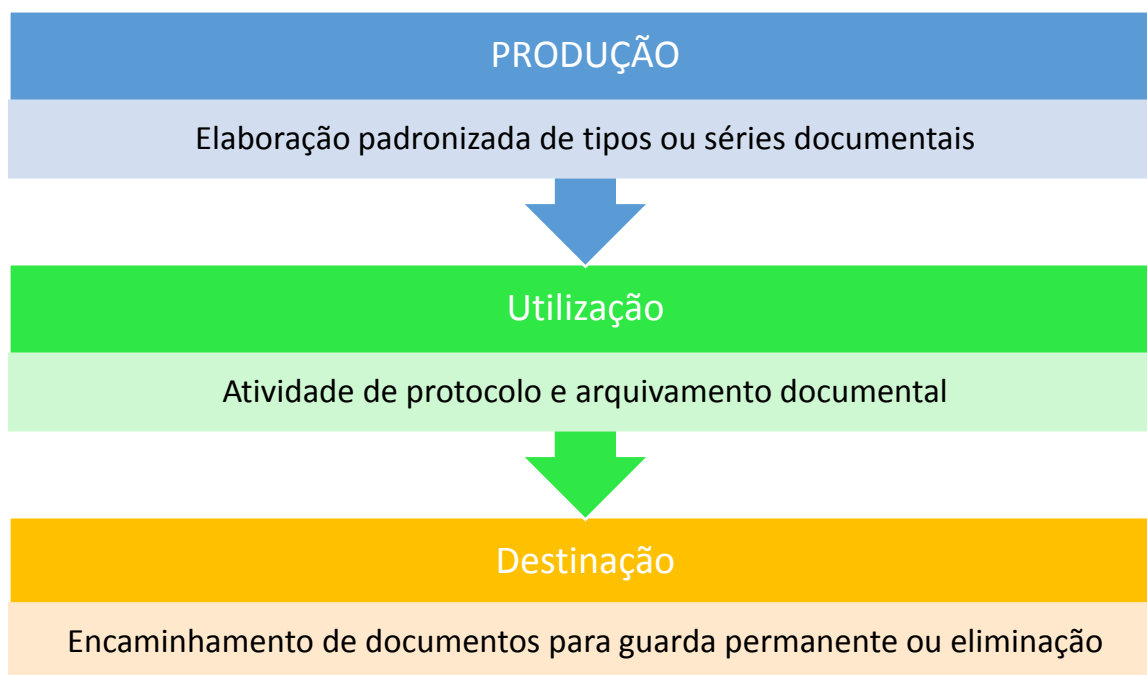 PRODUÇÃO
Elaboração padronizada de tipos ou séries documentais
Utilização
Atividade de protocolo e arquivamento documental
Destinação
Encaminhamento de documentos para guarda permanente ou eliminação